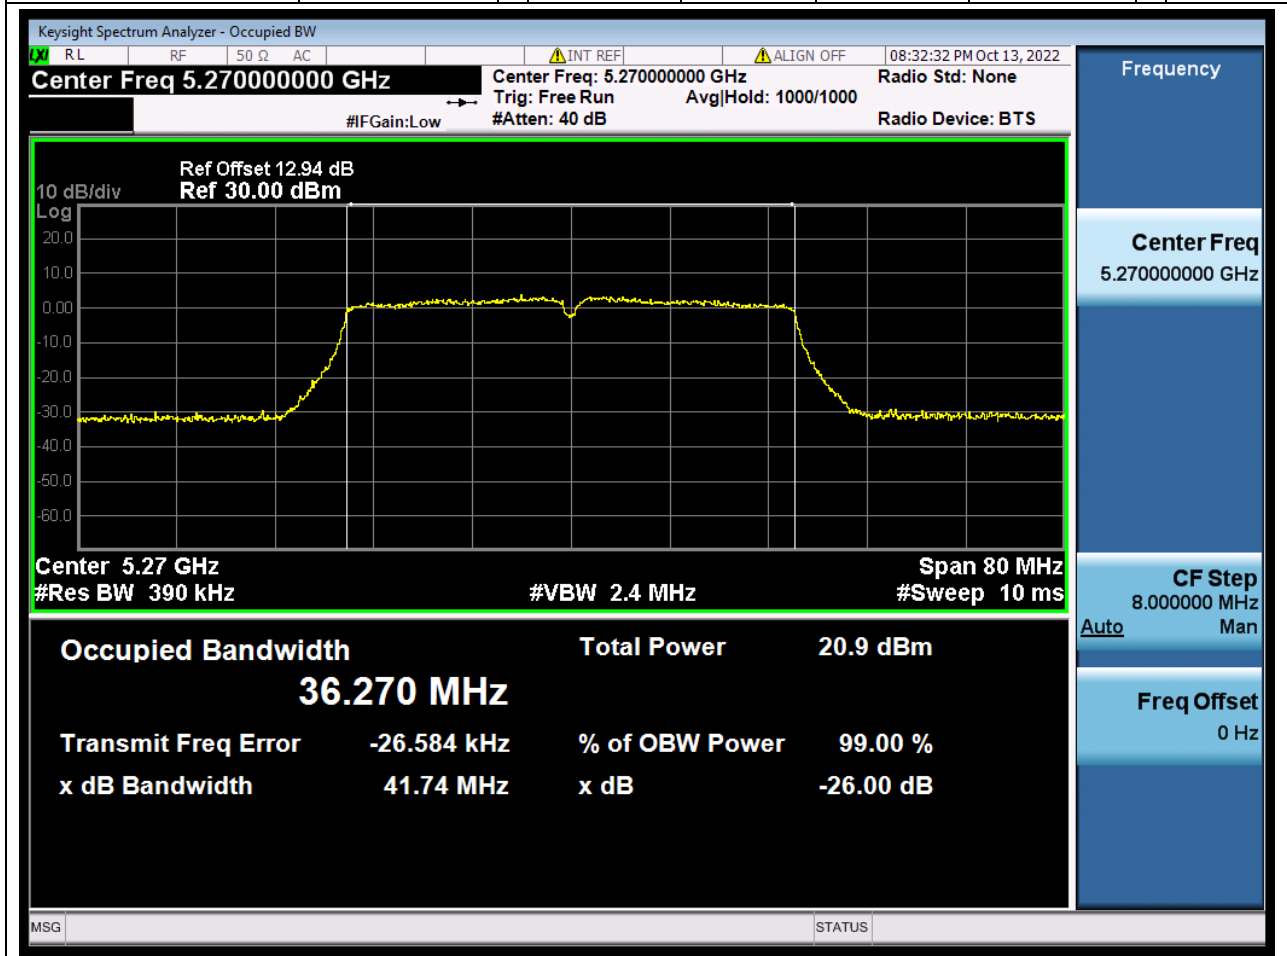 Keysight Spectrum Analyzer - Occupied BW
LXI RL RF 50 Ω AC INT REF ALIGN OFF 08:32:32 PM Oct 13, 2022
Center Freq 5.270000000 GHz
Center Freq: 5.270000000 GHz
Radio Std: None
Trig: Free Run Avg|Hold: 1000/1000
#IFGain:Low
#Atten: 40 dB
Radio Device: BTS
Ref Offset 12.94 dB
10 dB/div Ref 30.00 dBm
Log
20.0
10.0
0.00
-10.0
-20.0
-30.0
-40.0
-50.0
-60.0
Center 5.27 GHz Span 80 MHz
#Res BW 390 kHz #VBW 2.4 MHz #Sweep 10 ms
Occupied Bandwidth Total Power 20.9 dBm
36.270 MHz
Transmit Freq Error -26.584 kHz % of OBW Power 99.00 %
x dB Bandwidth 41.74 MHz x dB -26.00 dB
Frequency
Center Freq
5.270000000 GHz
CF Step
8.000000 MHz
Auto Man
Freq Offset
0 Hz
MSG STATUS